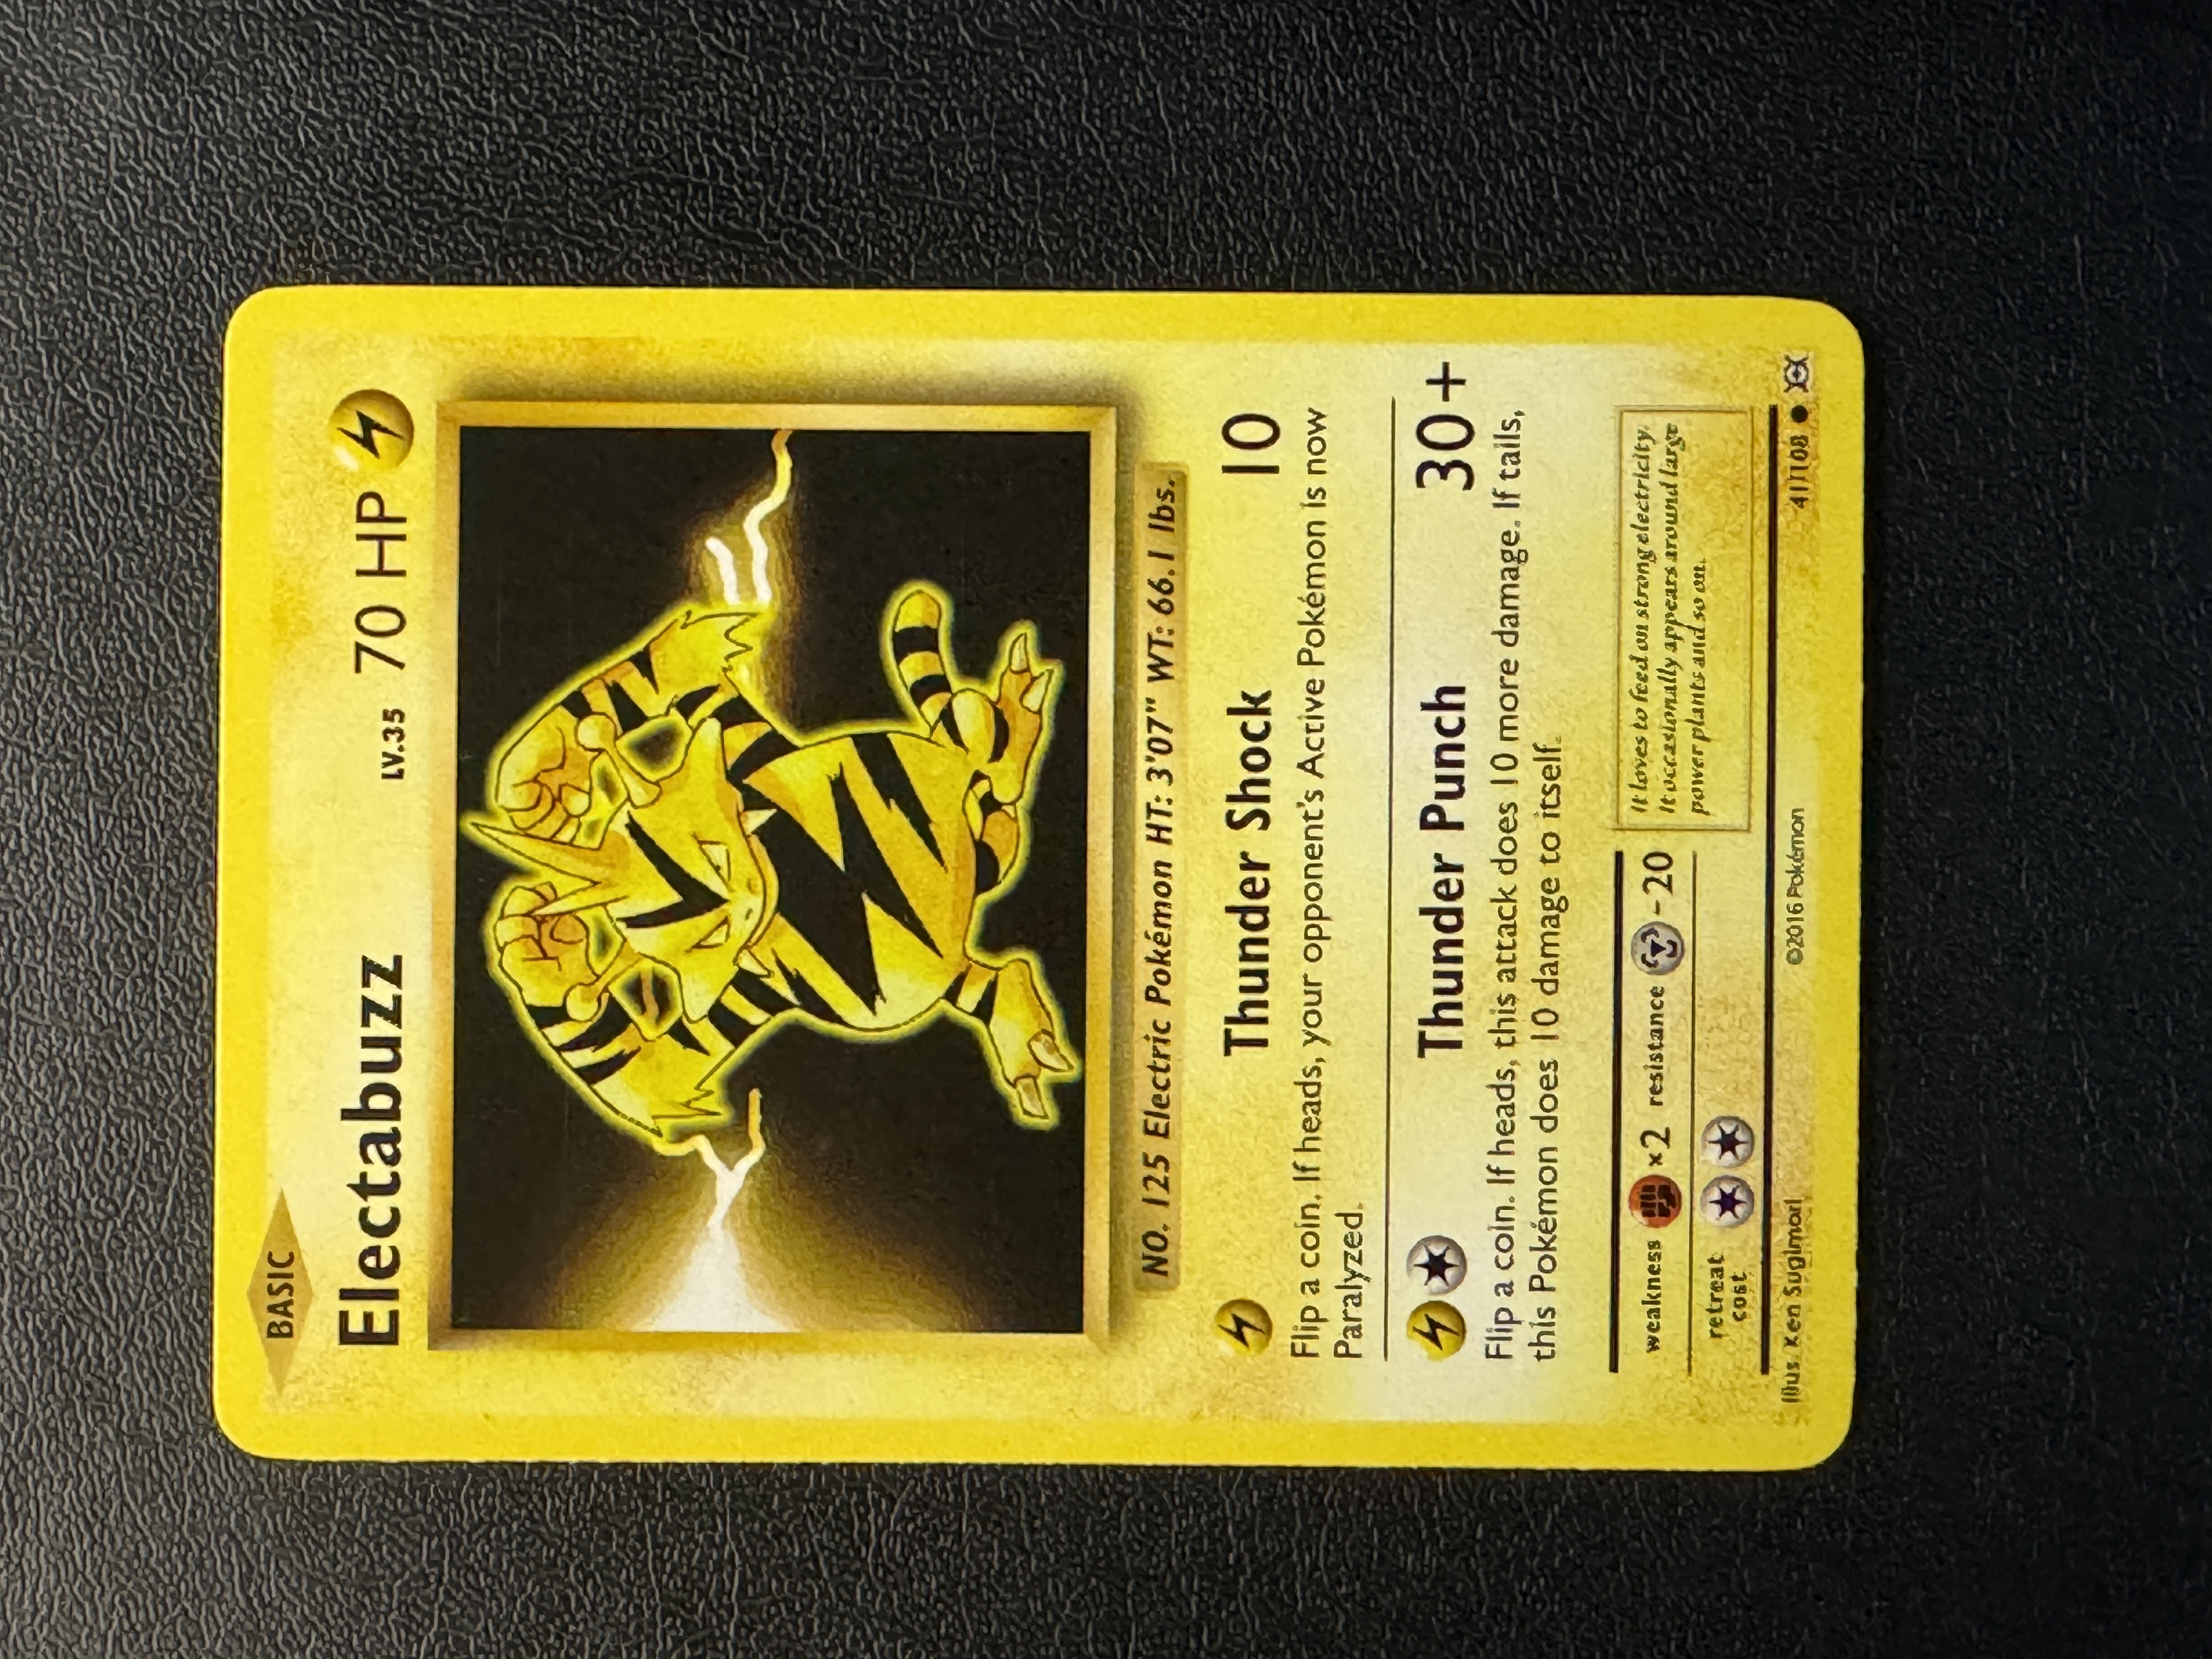 BASIC
Electabuzz LV.35 70 HP
NO. 125 Electric Pokémon HT: 3'07" WT: 66.1 lbs.
Thunder Shock 10
Flip a coin. If heads, your opponent's Active Pokémon is now
Paralyzed.
Thunder Punch 30+
Flip a coin. If heads, this attack does 10 more damage. If tails,
this Pokémon does 10 damage to itself.
weakness ×2 resistance -20
retreat
cost
It loves to feed on strong electricity.
It occasionally appears around large
power plants and so on.
Illus. Ken Sugimori ©2016 Pokémon 41/108